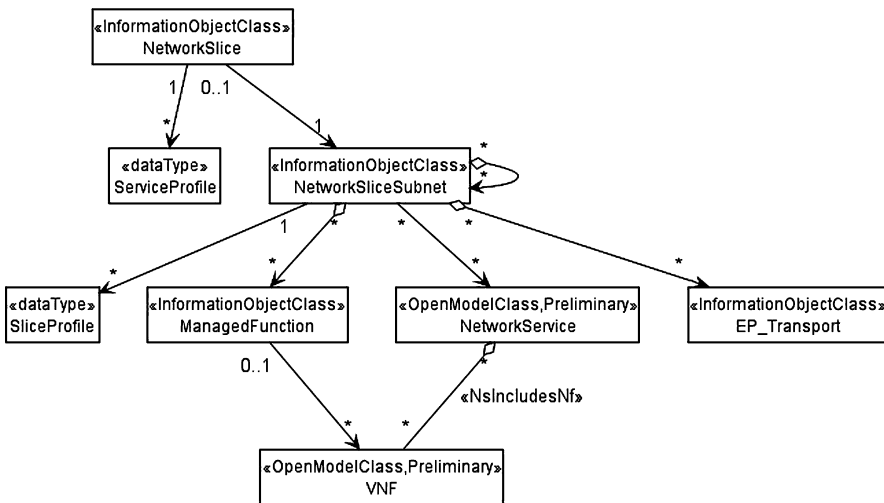 «InformationObjectClass»
NetworkSlice
1
0..1
*
1
«dataType»
ServiceProfile
«InformationObjectClass»
NetworkSliceSubnet
*
*
1
*
*
*
*
*
*
*
«dataType»
SliceProfile
«InformationObjectClass»
ManagedFunction
«OpenModelClass,Preliminary»
NetworkService
«InformationObjectClass»
EP_Transport
0..1
*
«NsIncludesNf»
*
*
«OpenModelClass,Preliminary»
VNF